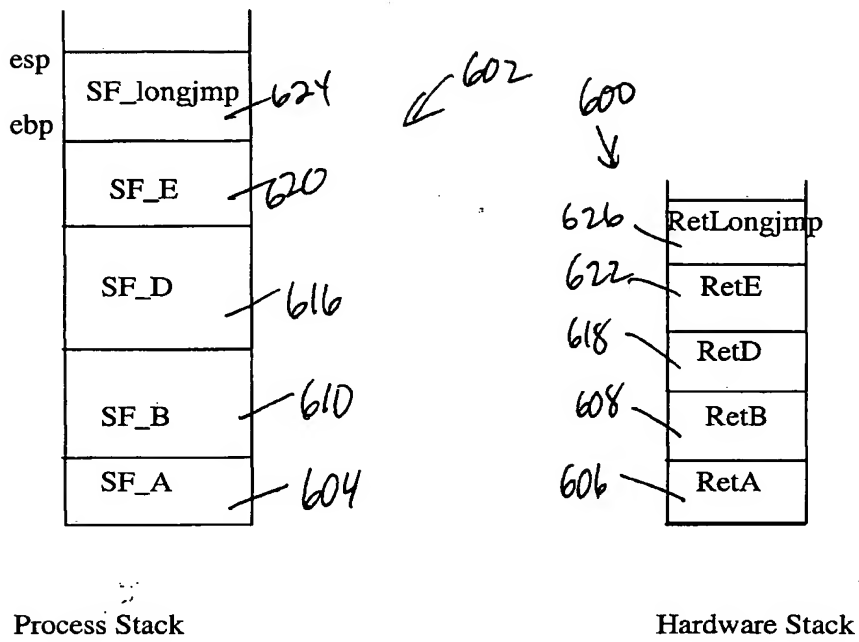 esp
SF_longjmp
624
ebp
602
600
SF_E
620
626
RetLongjmp
622
RetE
SF_D
616
618
RetD
SF_B
610
608
RetB
SF_A
604
606
RetA
Process Stack
Hardware Stack